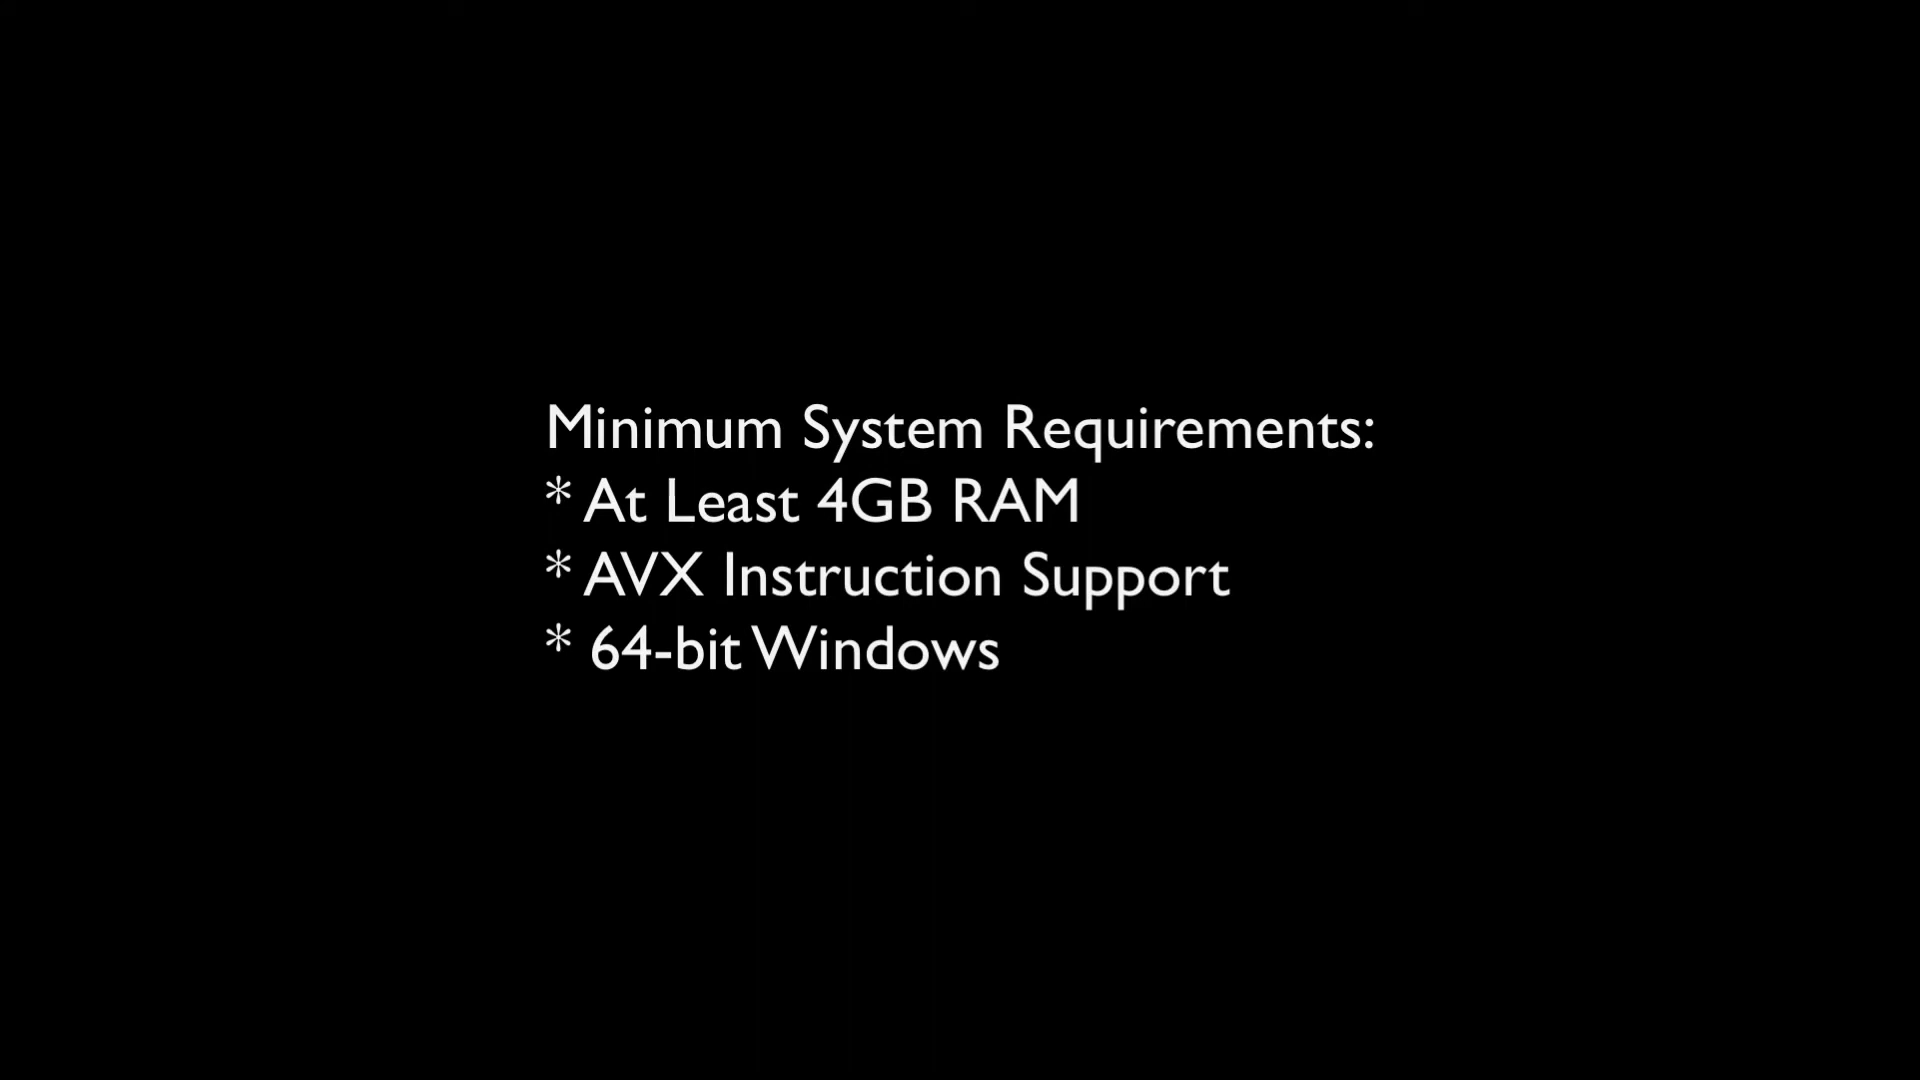 Minimum System Requirements:
* At Least 4GB RAM
* AVX Instruction Support
* 64-bit Windows